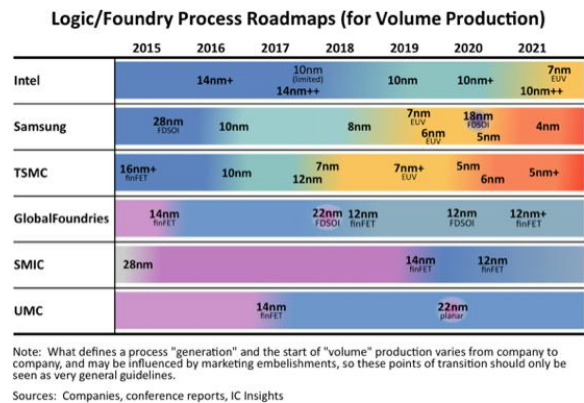 Logic/Foundry Process Roadmaps (for Volume Production)
2015 2016 2017 2018 2019 2020 2021
Intel
14nm+
10nm
(limited)
14nm++
10nm
10nm+
7nm
EUV
10nm++
Samsung
28nm
FDSOI
10nm
8nm
7nm
EUV
6nm
EUV
18nm
FDSOI
5nm
4nm
TSMC
16nm+
finFET
10nm
7nm
12nm
7nm+
EUV
5nm
6nm
5nm+
GlobalFoundries
14nm
finFET
22nm
FDSOI
12nm
finFET
12nm
FDSOI
12nm+
finFET
SMIC
28nm
14nm
finFET
12nm
finFET
UMC
14nm
finFET
22nm
planar
Note: What defines a process "generation" and the start of "volume" production varies from company to
company, and may be influenced by marketing embelishments, so these points of transition should only be
seen as very general guidelines.
Sources: Companies, conference reports, IC Insights